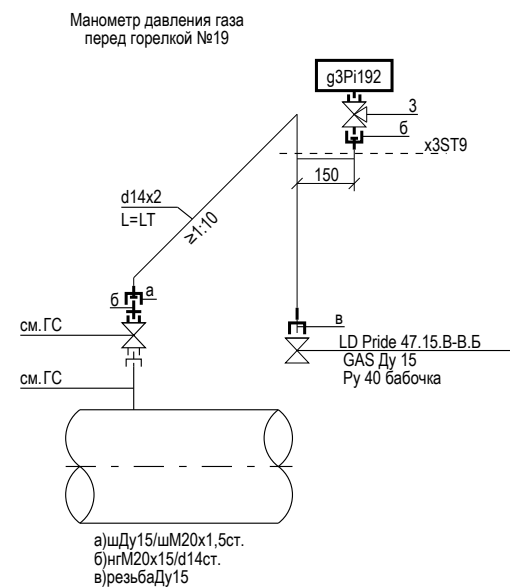 Манометр давления газа
перед горелкой №19
g3Pi192
3
б
x3ST9
150
d14x2
L=LT
≥1:10
а
б
в
см.ГС
LD Pride 47.15.В-В.Б
GAS Ду 15
Ру 40 бабочка
см.ГС
а)шДу15/шМ20х1,5ст.
б)нгМ20х15/d14ст.
в)резьбаДу15